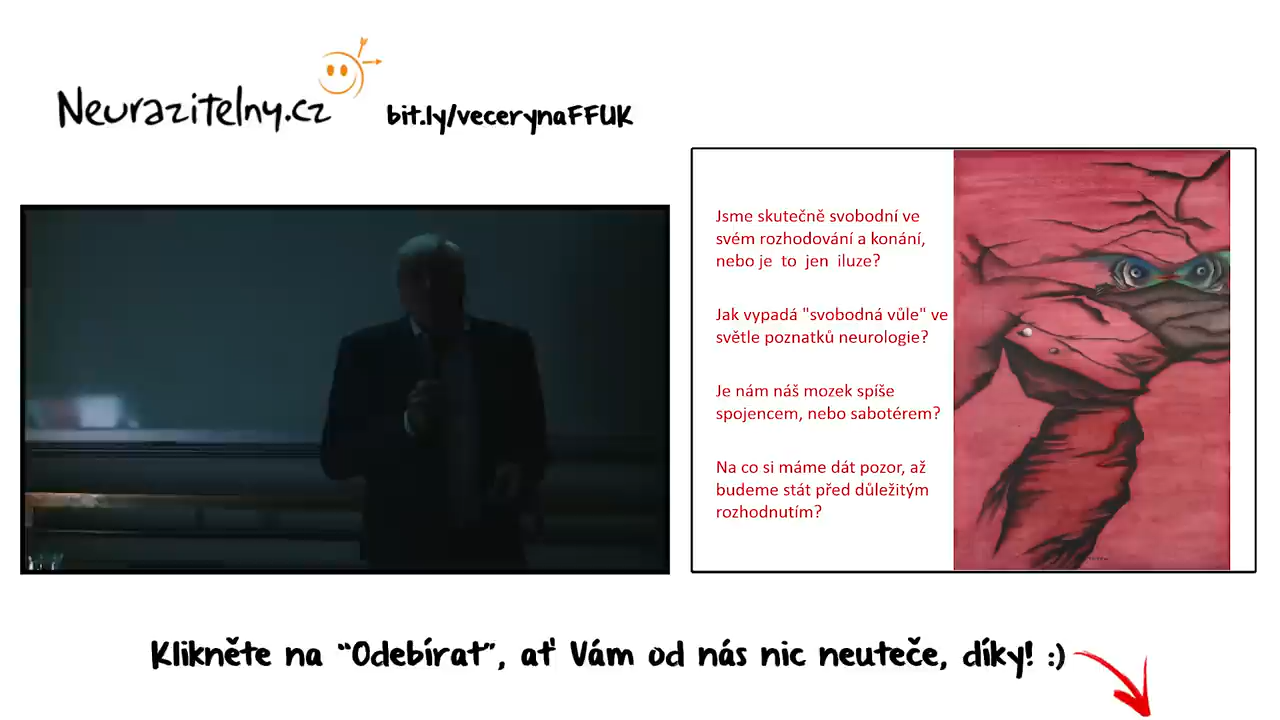 Neurazitelny.cz
bit.ly/vecerynaFFUK
Jsme skutečně svobodní ve
svém rozhodování a konání,
nebo je to jen iluze?
Jak vypadá "svobodná vůle" ve
světle poznatků neurologie?
Je nám náš mozek spíše
spojencem, nebo sabotérem?
Na co si máme dát pozor, až
budeme stát před důležitým
rozhodnutím?
Klikněte na “Odebírat”, ať Vám od nás nic neuteče, díky! :)